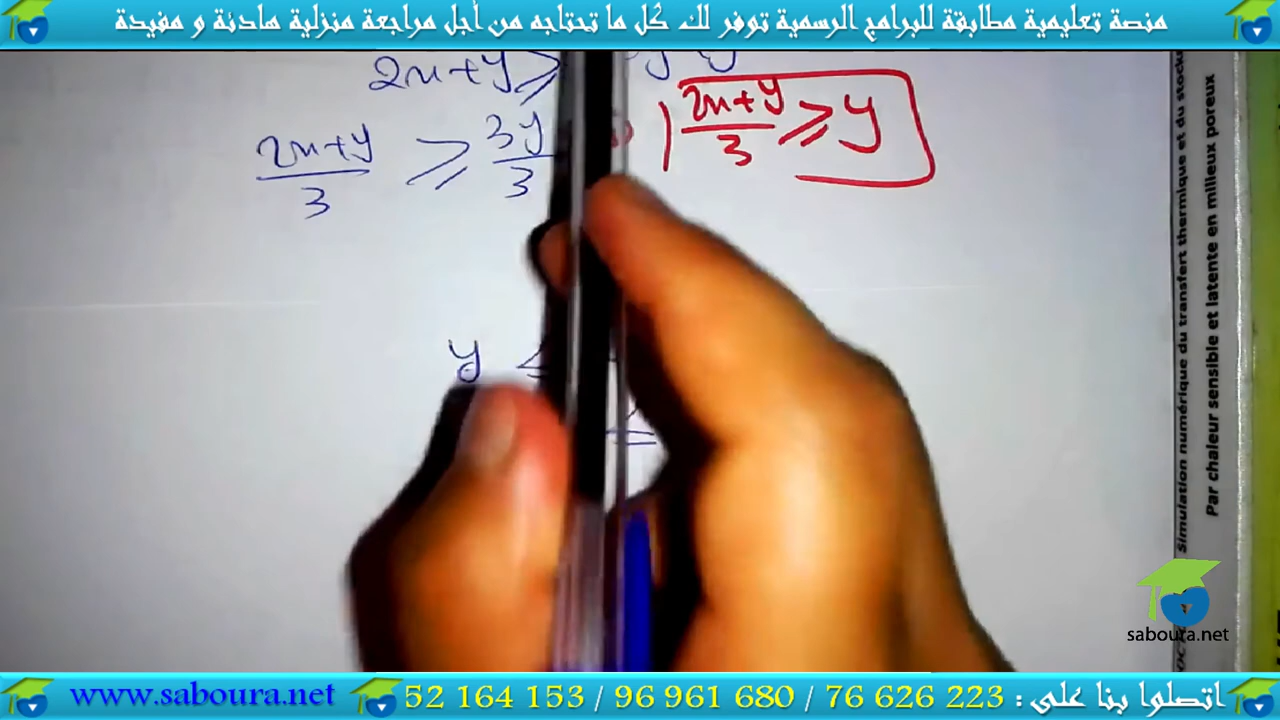 منصة تعليمية مطابقة للبرامج الرسمية توفر لك كل ما تحتاجه من أجل مراجعة منزلية هادئة و مفيدة
2x+y ≥
(2x+y)/3 ≥ 3y/3
(2x+y)/3 ≥ y
y ≤
Simulation numérique du transfert thermique et du
Par chaleur sensible et latente en milieux poreux
saboura.net
www.saboura.net
52 164 153 / 96 961 680 / 76 626 223 : اتصلوا بنا على